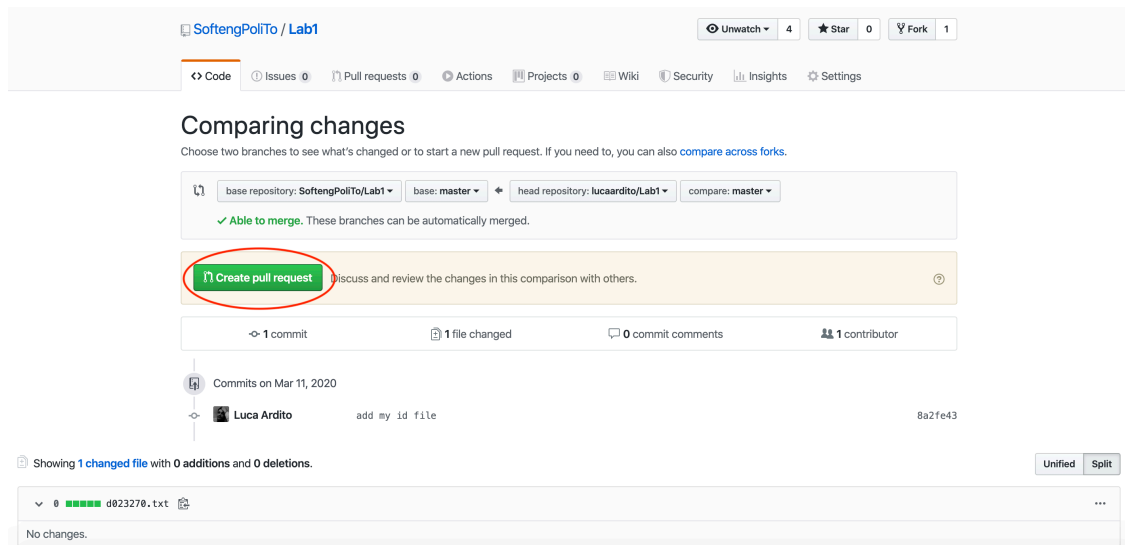 SoftengPoliTo / Lab1
Unwatch 4 Star 0 Fork 1
Code Issues 0 Pull requests 0 Actions Projects 0 Wiki Security Insights Settings
Comparing changes
Choose two branches to see what's changed or to start a new pull request. If you need to, you can also compare across forks.
base repository: SoftengPoliTo/Lab1 base: master head repository: lucaardito/Lab1 compare: master
Able to merge. These branches can be automatically merged.
Create pull request Discuss and review the changes in this comparison with others.
1 commit 1 file changed 0 commit comments 1 contributor
Commits on Mar 11, 2020
Luca Ardito add my id file 8a2fe43
Showing 1 changed file with 0 additions and 0 deletions. Unified Split
0 d023270.txt
No changes.